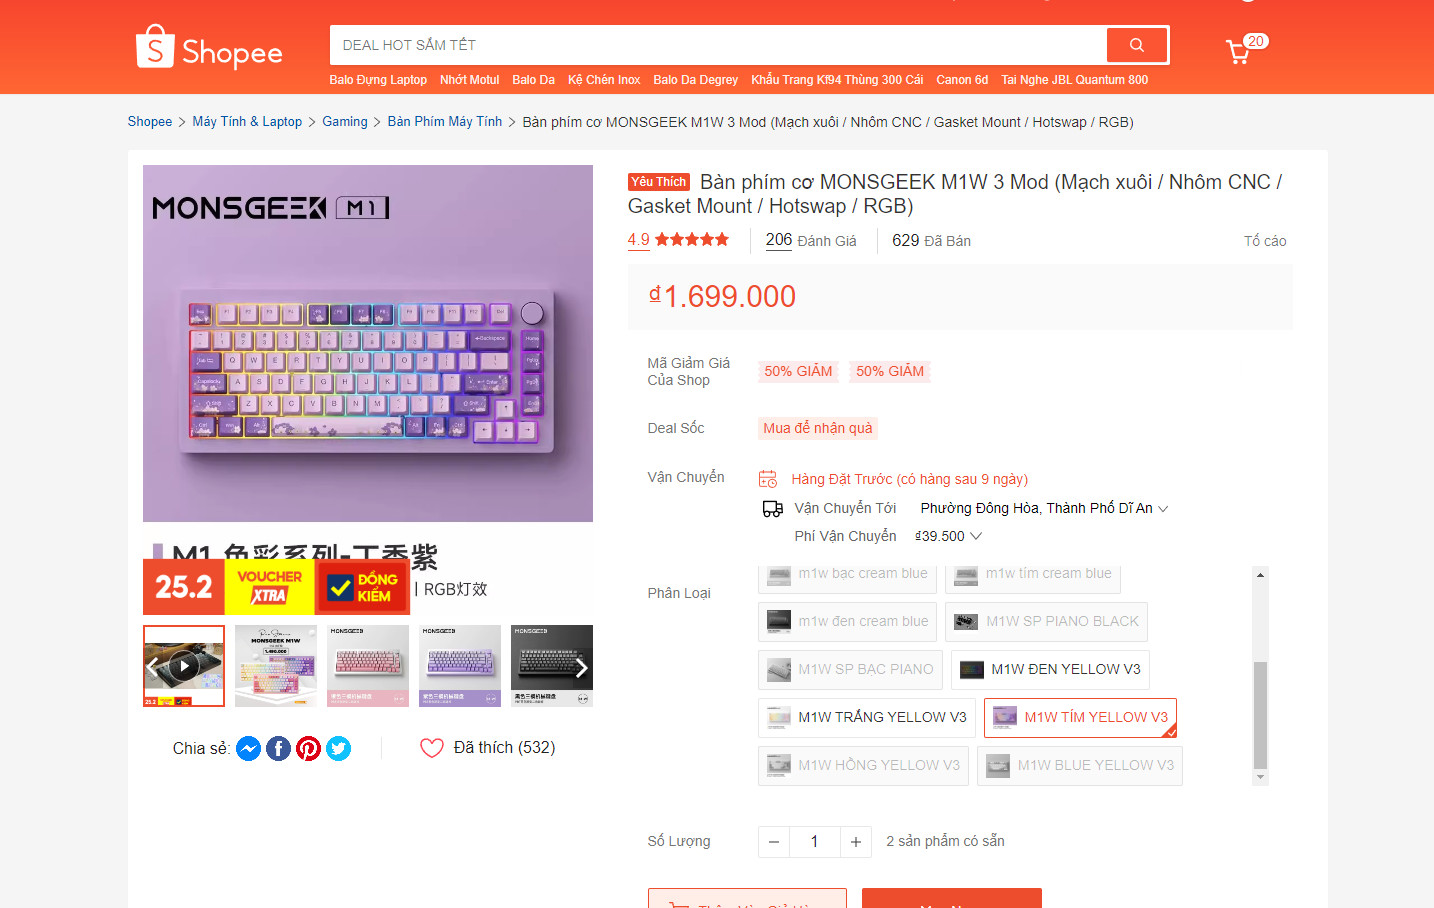 Shopee
DEAL HOT SẮM TẾT
20
Balo Đựng Laptop Nhớt Motul Balo Da Kệ Chén Inox Balo Da Degrey Khẩu Trang Kf94 Thùng 300 Cái Canon 6d Tai Nghe JBL Quantum 800
Shopee > Máy Tính & Laptop > Gaming > Bàn Phím Máy Tính > Bàn phím cơ MONSGEEK M1W 3 Mod (Mạch xuôi / Nhôm CNC / Gasket Mount / Hotswap / RGB)
MONSGEEK M1
M1 色彩系列-丁香紫
| RGB灯效
25.2 VOUCHER XTRA ĐỒNG KIỂM
Chia sẻ:
Đã thích (532)
Yêu Thích Bàn phím cơ MONSGEEK M1W 3 Mod (Mạch xuôi / Nhôm CNC /
Gasket Mount / Hotswap / RGB)
4.9 206 Đánh Giá 629 Đã Bán Tố cáo
₫1.699.000
Mã Giảm Giá
Của Shop
50% GIẢM 50% GIẢM
Deal Sốc Mua để nhận quà
Vận Chuyển Hàng Đặt Trước (có hàng sau 9 ngày)
Vận Chuyển Tới Phường Đông Hòa, Thành Phố Dĩ An
Phí Vận Chuyển ₫39.500
Phân Loại
m1w bạc cream blue m1w tím cream blue
m1w đen cream blue M1W SP PIANO BLACK
M1W SP BẠC PIANO M1W ĐEN YELLOW V3
M1W TRẮNG YELLOW V3 M1W TÍM YELLOW V3
M1W HỒNG YELLOW V3 M1W BLUE YELLOW V3
Số Lượng 1 2 sản phẩm có sẵn